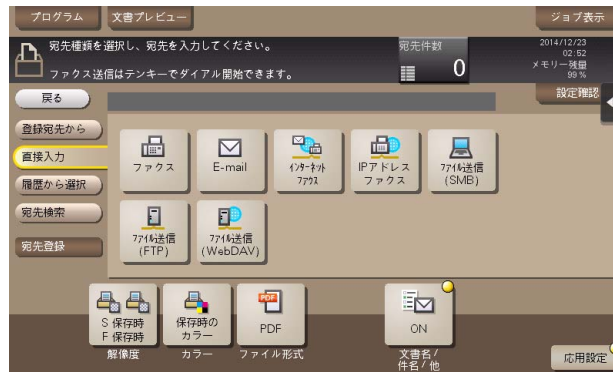 プログラム
文書プレビュー
ジョブ表示
宛先種類を選択し、宛先を入力してください。
ファクス送信はテンキーでダイアル開始できます。
宛先件数
0
2014/12/23
02:52
メモリー残量
99 %
戻る
設定確認
登録宛先から
直接入力
履歴から選択
宛先検索
宛先登録
ファクス
E-mail
インターネット
ファクス
IPアドレス
ファクス
ファイル送信
(SMB)
ファイル送信
(FTP)
ファイル送信
(WebDAV)
S 保存時
F 保存時
解像度
保存時の
カラー
カラー
PDF
PDF
ファイル形式
ON
文書名/
件名/他
応用設定